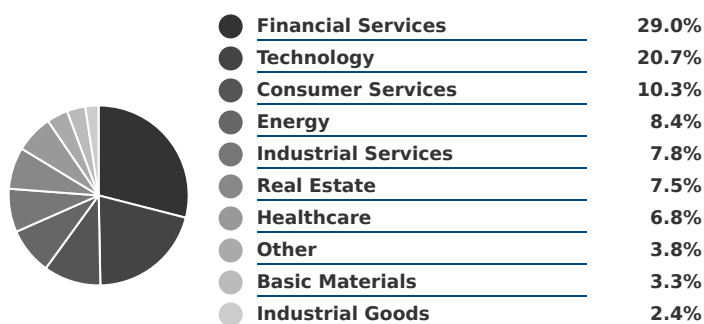 Financial Services 29.0%
Technology 20.7%
Consumer Services 10.3%
Energy 8.4%
Industrial Services 7.8%
Real Estate 7.5%
Healthcare 6.8%
Other 3.8%
Basic Materials 3.3%
Industrial Goods 2.4%